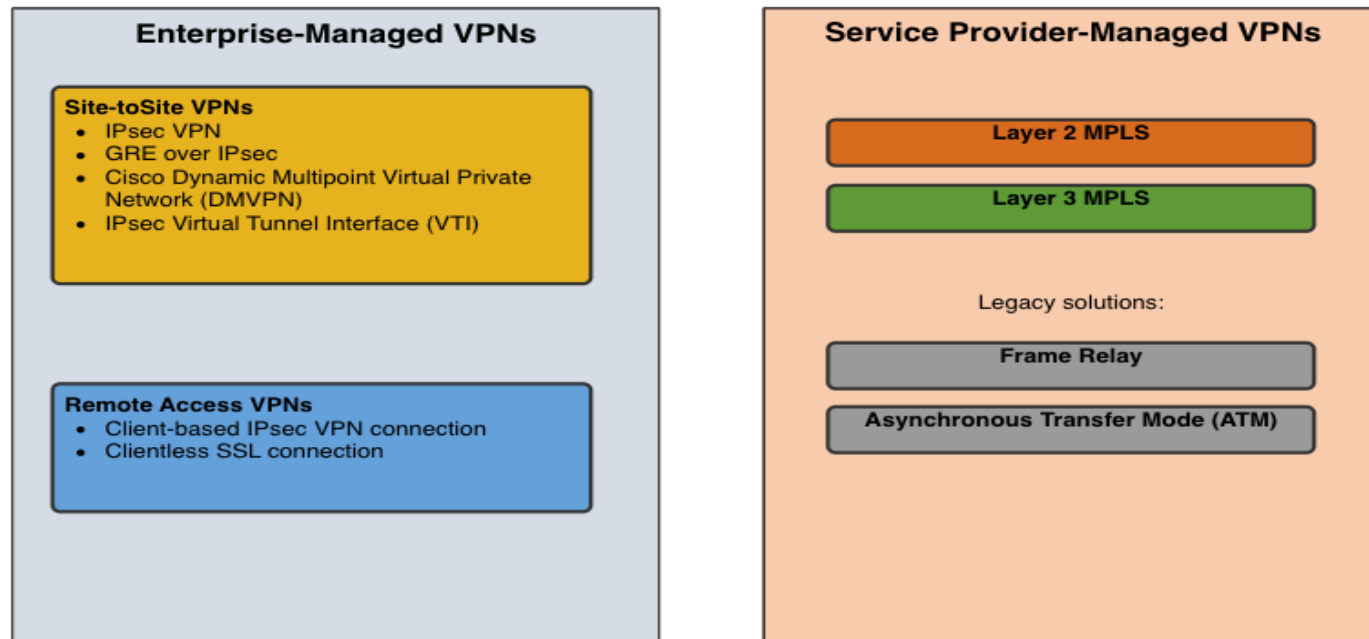 Enterprise-Managed VPNs
Site-toSite VPNs
• IPsec VPN
• GRE over IPsec
• Cisco Dynamic Multipoint Virtual Private
Network (DMVPN)
• IPsec Virtual Tunnel Interface (VTI)
Remote Access VPNs
• Client-based IPsec VPN connection
• Clientless SSL connection
Service Provider-Managed VPNs
Layer 2 MPLS
Layer 3 MPLS
Legacy solutions:
Frame Relay
Asynchronous Transfer Mode (ATM)